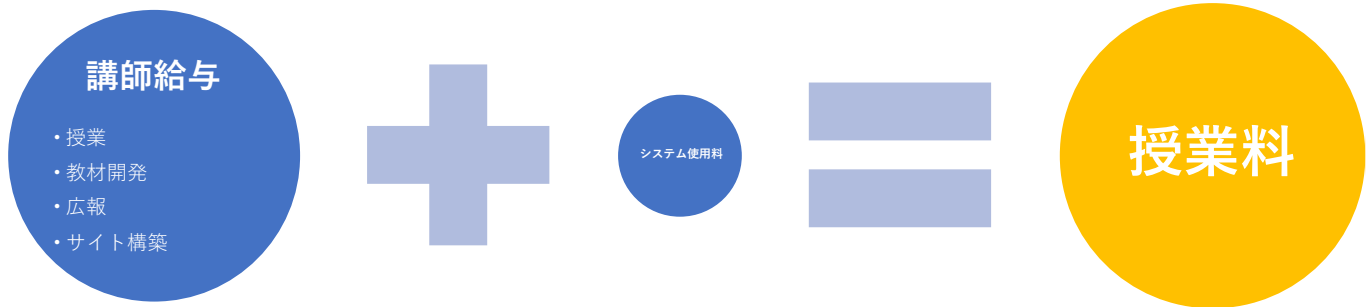 講師給与
・授業
・教材開発
・広報
・サイト構築
システム使用料
授業料